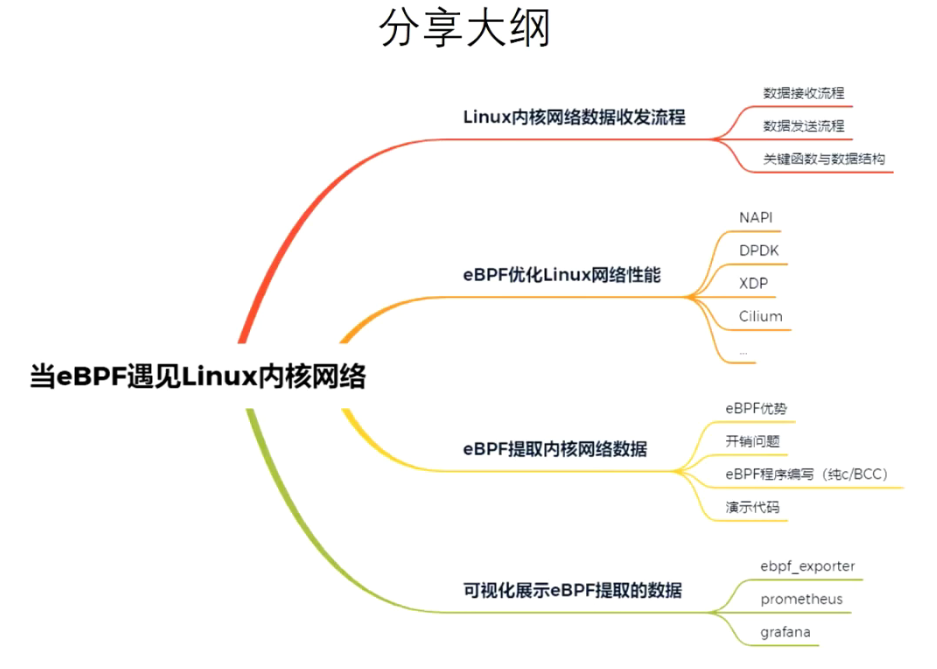 分享大纲
Linux内核网络数据收发流程
数据接收流程
数据发送流程
关键函数与数据结构
eBPF优化Linux网络性能
NAPI
DPDK
XDP
Cilium
...
当eBPF遇见Linux内核网络
eBPF提取内核网络数据
eBPF优势
开销问题
eBPF程序编写（纯c/BCC）
演示代码
可视化展示eBPF提取的数据
ebpf_exporter
prometheus
grafana